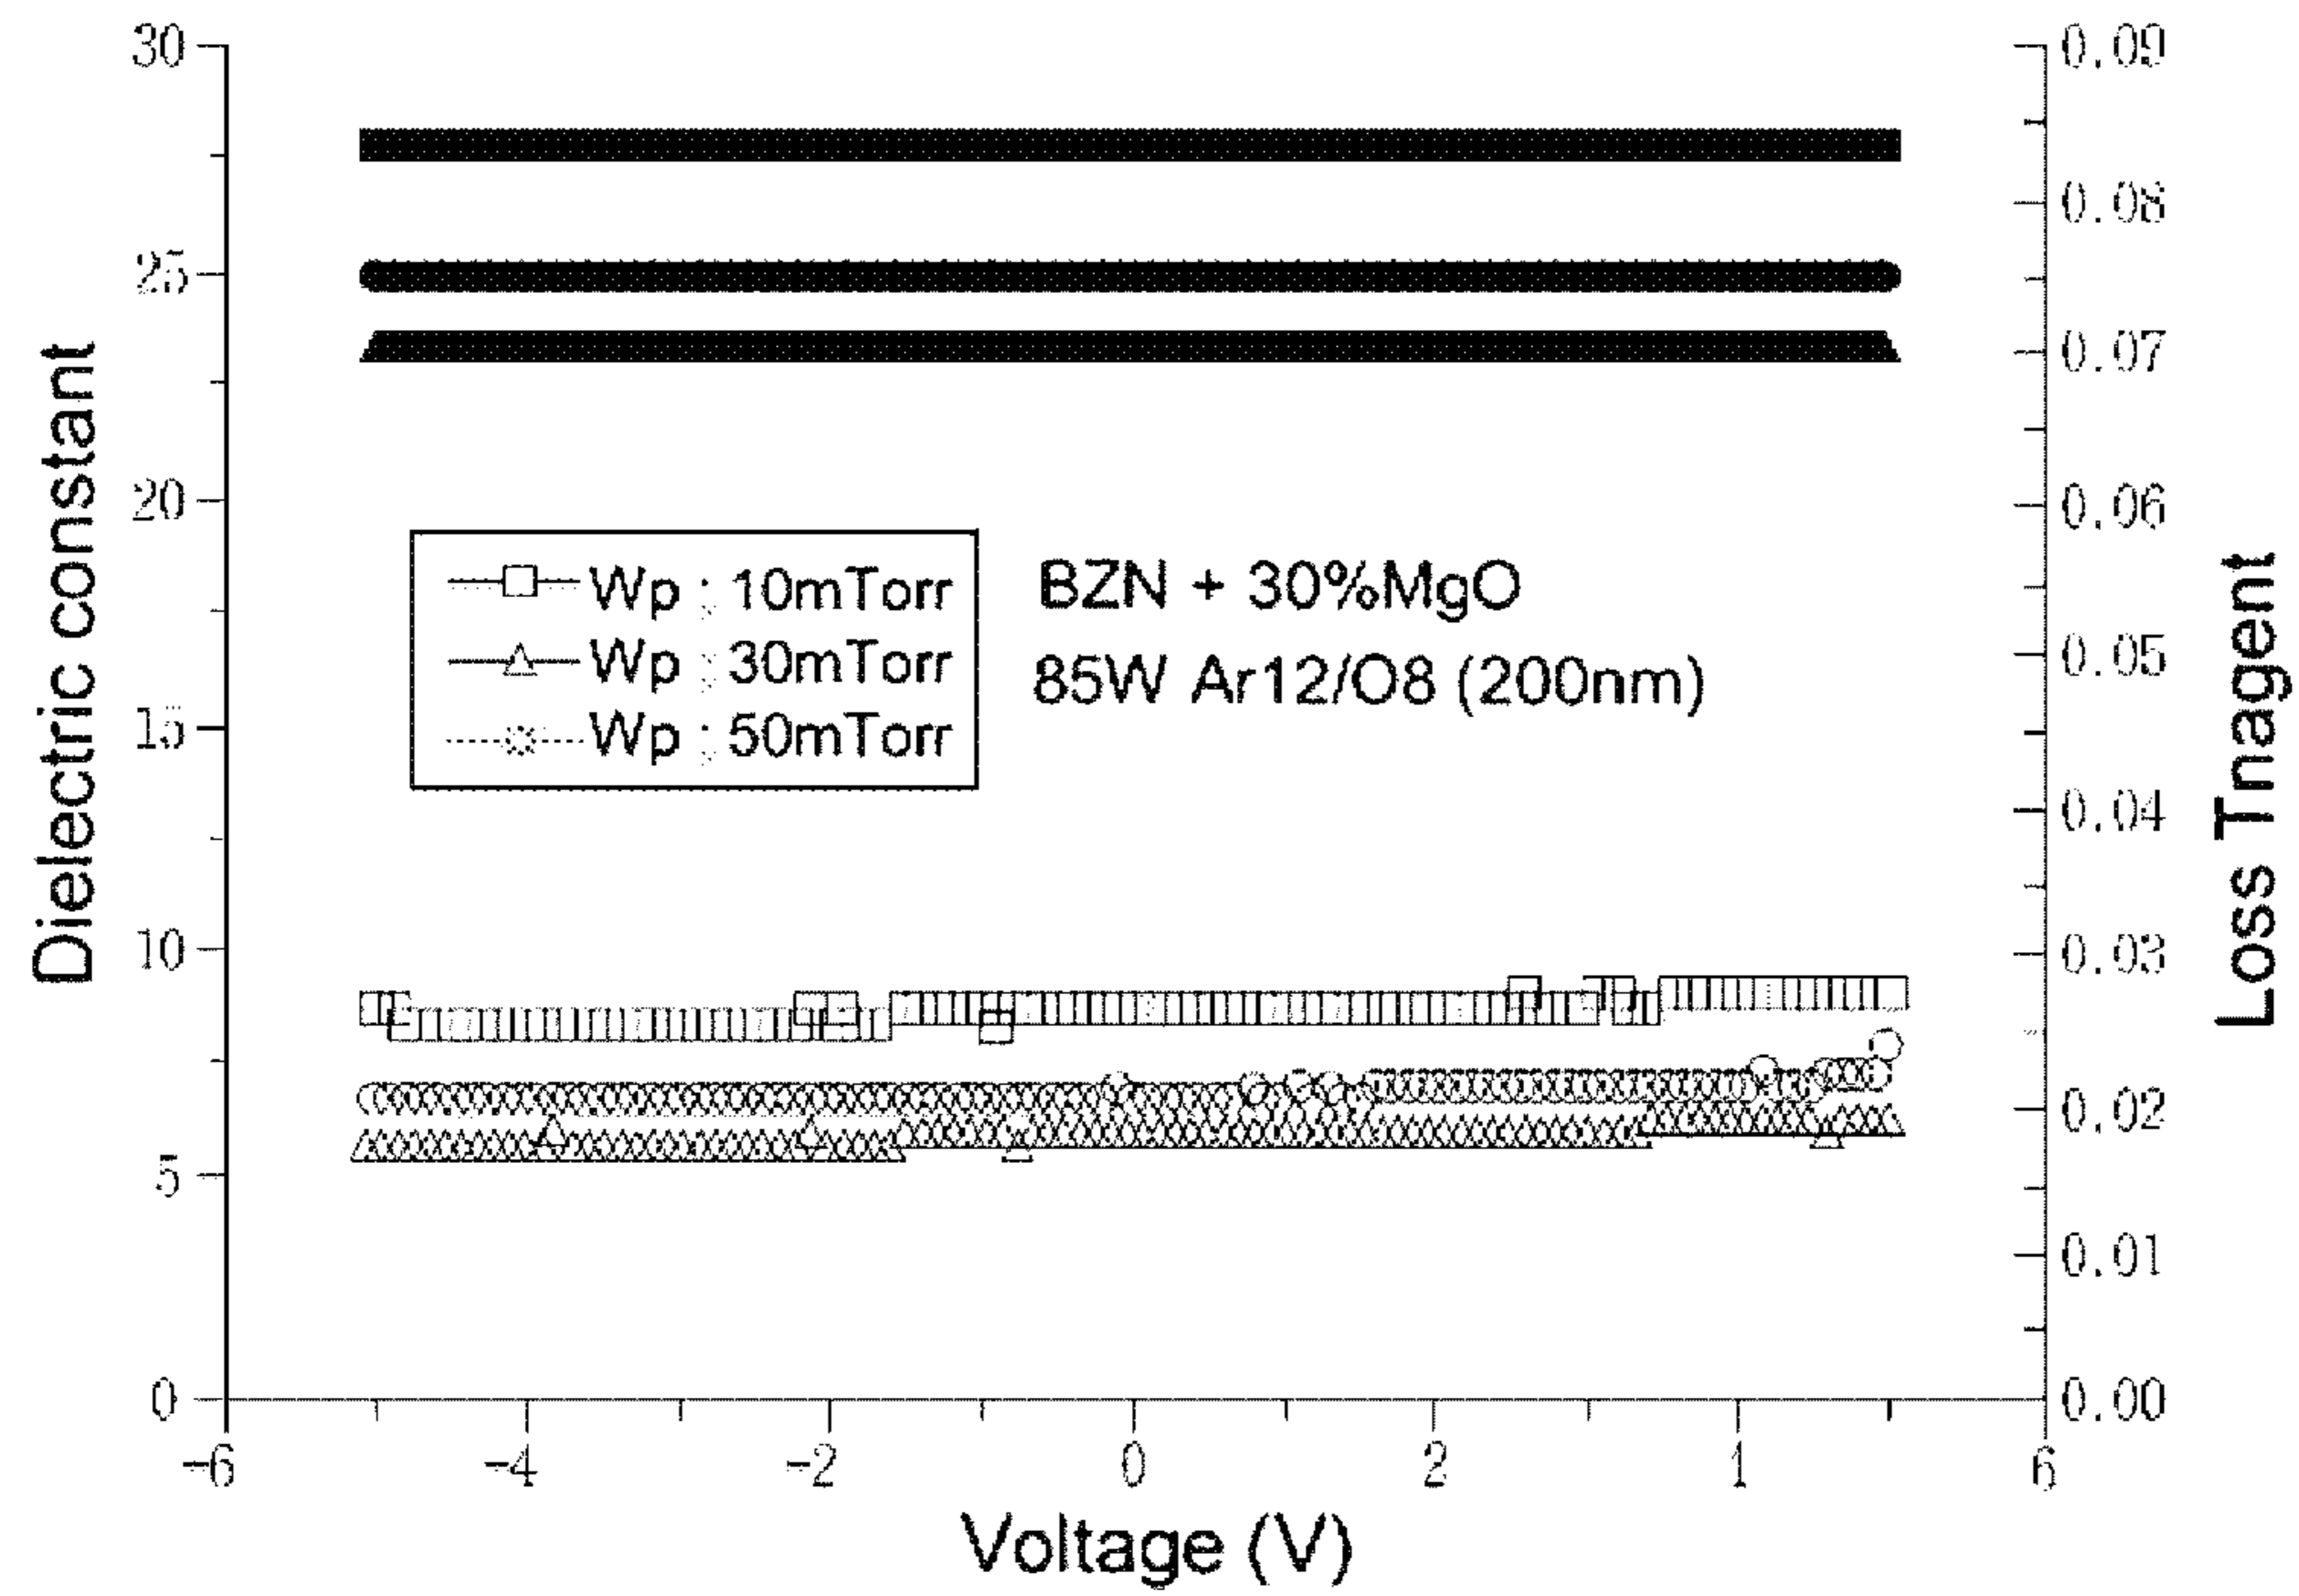 Dielectric constant
30
25
20
15
10
5
0
Wp : 10mTorr
Wp : 30mTorr
Wp : 50mTorr
BZN + 30%MgO
85W Ar12/O8 (200nm)
0.09
0.08
0.07
0.06
0.05
0.04
0.03
0.02
0.01
0.00
Loss Tnagent
-6 -4 -2 0 2 4 6
Voltage (V)